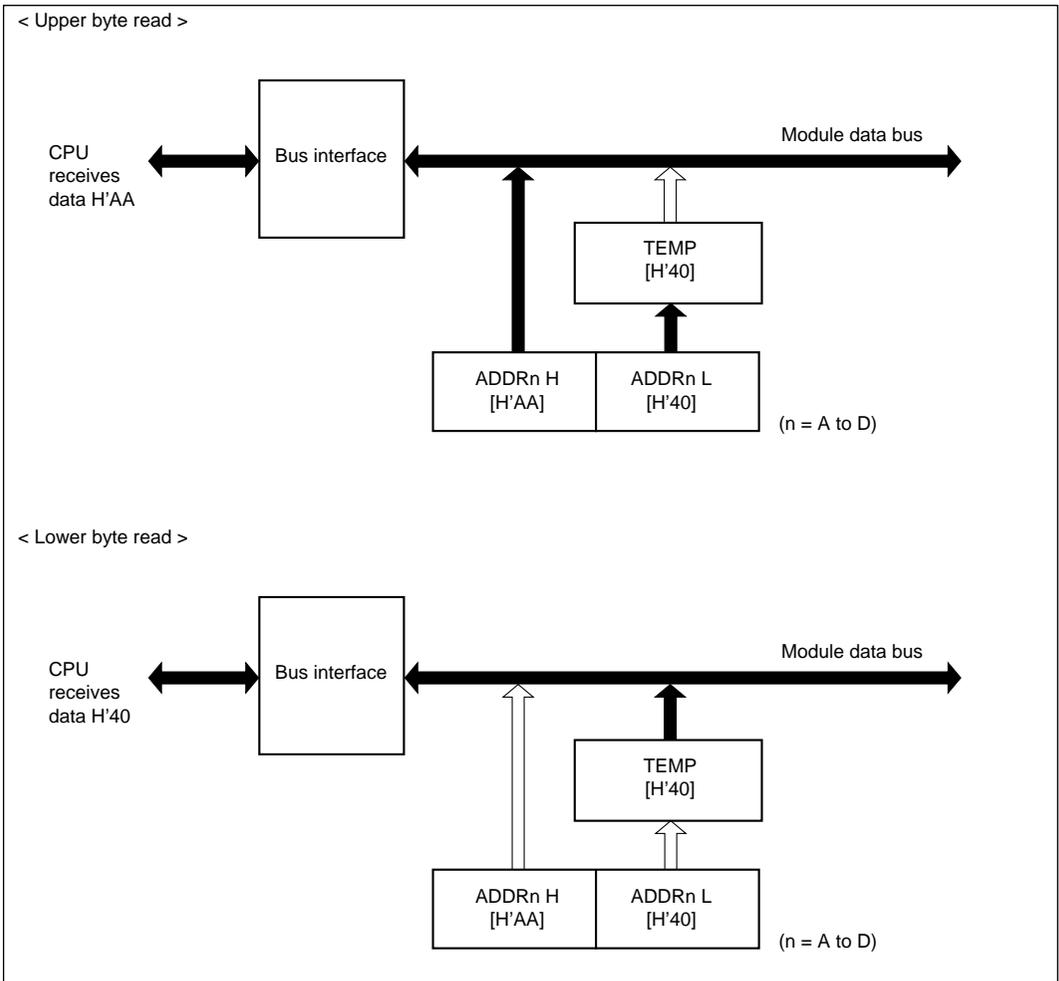 < Upper byte read >
Module data bus
CPU
receives
data H'AA
Bus interface
TEMP
[H'40]
ADDRn H
[H'AA]
ADDRn L
[H'40]
(n = A to D)
< Lower byte read >
Module data bus
CPU
receives
data H'40
Bus interface
TEMP
[H'40]
ADDRn H
[H'AA]
ADDRn L
[H'40]
(n = A to D)